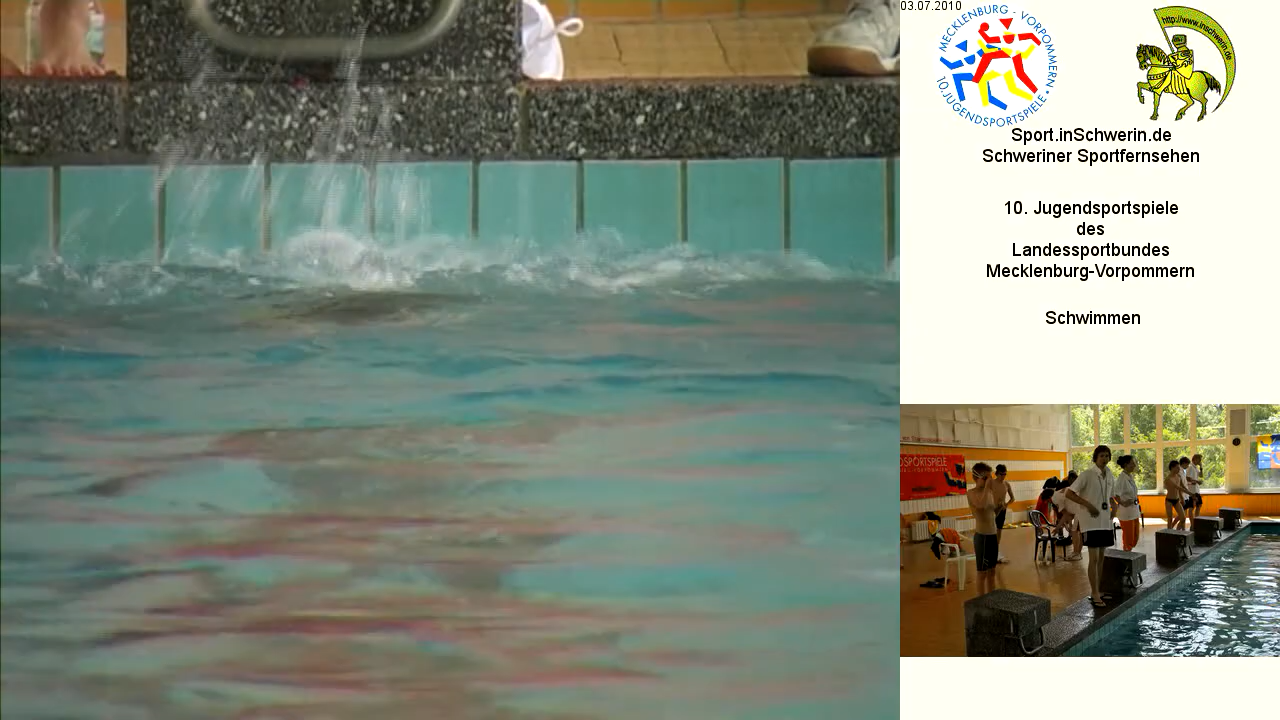 03.07.2010
MECKLENBURG - VORPOMMERN
10. JUGENDSPORTSPIELE
http://www.inschwerin.de
Sport.inSchwerin.de
Schweriner Sportfernsehen
10. Jugendsportspiele
des
Landessportbundes
Mecklenburg-Vorpommern
Schwimmen
DSPORTSPIELE